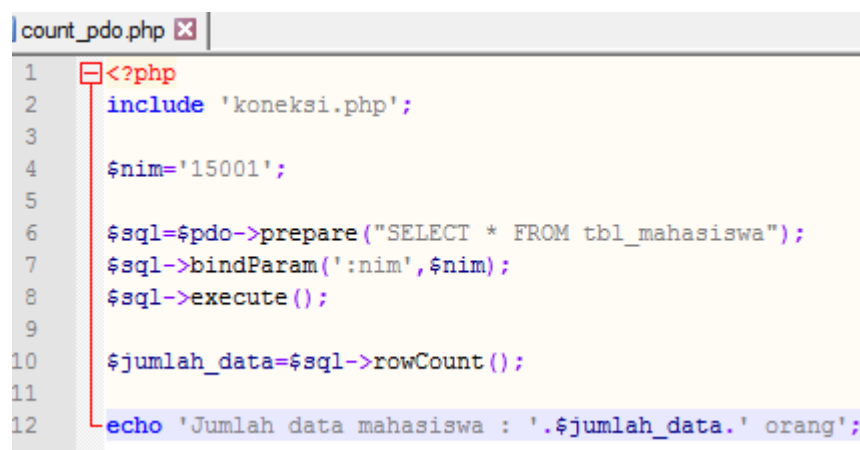 count_pdo.php
1 <?php
2 include 'koneksi.php';
3
4 $nim='15001';
5
6 $sql=$pdo->prepare("SELECT * FROM tbl_mahasiswa");
7 $sql->bindParam(':nim',$nim);
8 $sql->execute();
9
10 $jumlah_data=$sql->rowCount();
11
12 echo 'Jumlah data mahasiswa : '.$jumlah_data.' orang';